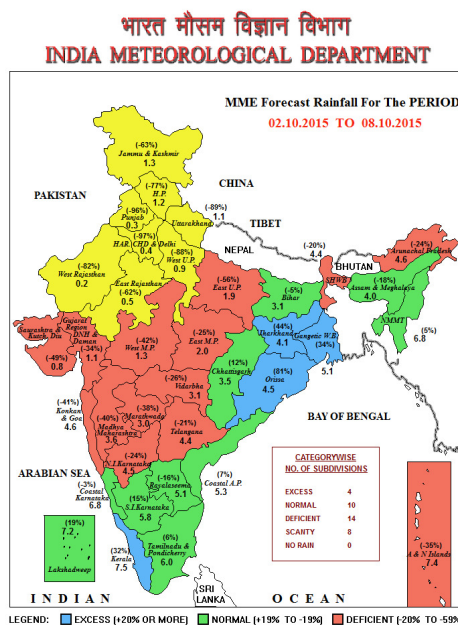 भारत मौसम विज्ञान विभाग
INDIA METEOROLOGICAL DEPARTMENT
MME Forecast Rainfall For The PERIOD
02.10.2015 TO 08.10.2015
(-63%)
Jammu & Kashmir
1.3
PAKISTAN
CHINA
TIBET
NEPAL
BHUTAN
(-77%)
H.P.
1.2
(-96%)
Punjab
0.3
(-89%)
1.1
Uttarakhand
(-97%)
HAR. CHD & Delhi
0.4
(-88%)
West U.P.
0.9
(-82%)
West Rajasthan
0.2
(-62%)
East Rajasthan
0.5
(-56%)
East U.P.
1.9
(-5%)
Bihar
3.1
(-20%)
4.4
SHWB
(-24%)
Arunachal Pradesh
4.6
(-18%)
Assam & Meghalaya
4.0
NMMT
(5%)
6.8
Saurashtra &
Kutch, Diu
(-49%)
0.8
Gujarat
Region
DNH &
Daman
(-34%)
1.1
(-42%)
West M.P.
1.3
(-25%)
East M.P.
2.0
(44%)
Jharkhand
4.1
Gangetic W.B.
(34%)
5.1
(12%)
Chhattisgarh
3.5
(81%)
Orissa
4.5
(-26%)
Vidarbha
3.1
(-41%)
Konkan
& Goa
4.6
(-40%)
Madhya
Maharashtra
3.6
(-38%)
Marathwada
3.0
(-21%)
Telangana
4.4
BAY OF BENGAL
ARABIAN SEA
(-24%)
N.I.Karnataka
4.5
(-3%)
Coastal
Karnataka
6.8
(-16%)
Rayalaseema
5.1
(7%)
Coastal A.P.
5.3
(15%)
S.I.Karnataka
5.8
(19%)
7.2
Lakshadweep
(32%)
Kerala
7.5
(6%)
Tamilnadu &
Pondicherry
6.0
(-35%)
A & N Islands
7.4
CATEGORYWISE
NO. OF SUBDIVISIONS
EXCESS 4
NORMAL 10
DEFICIENT 14
SCANTY 8
NO RAIN 0
SRI
LANKA
INDIAN OCEAN
LEGEND: EXCESS (+20% OR MORE) NORMAL (+19% TO -19%) DEFICIENT (-20% TO -59%